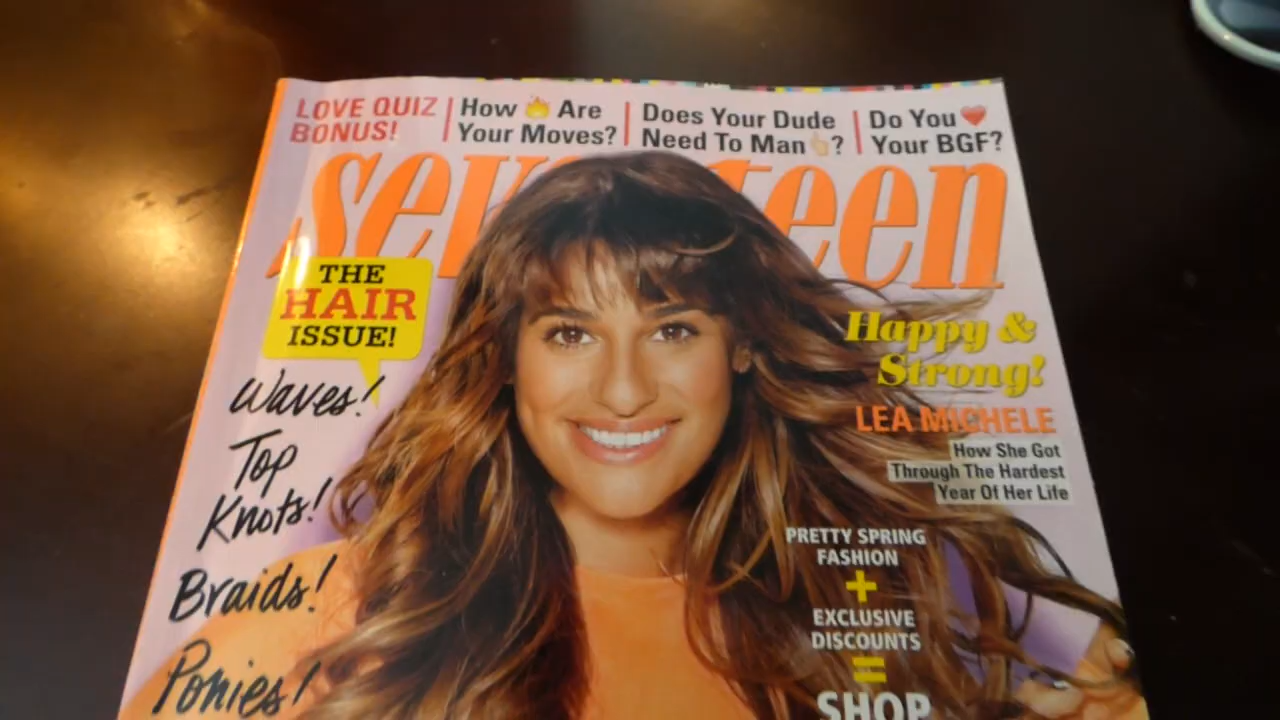 LOVE QUIZ
BONUS!
How 🔥 Are
Your Moves?
Does Your Dude
Need To Man 👆?
Do You ❤️
Your BGF?
seventeen
THE
HAIR
ISSUE!
Waves!
Top
Knots!
Braids!
Ponies!
Happy &
Strong!
LEA MICHELE
How She Got
Through The Hardest
Year Of Her Life
PRETTY SPRING
FASHION
+
EXCLUSIVE
DISCOUNTS
=
SHOP